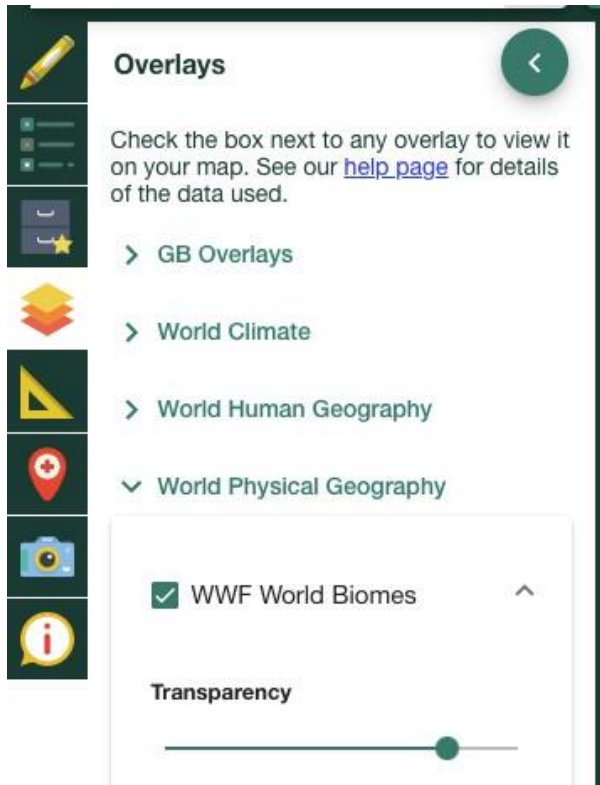 Overlays
Check the box next to any overlay to view it
on your map. See our help page for details
of the data used.
GB Overlays
World Climate
World Human Geography
World Physical Geography
WWF World Biomes
Transparency